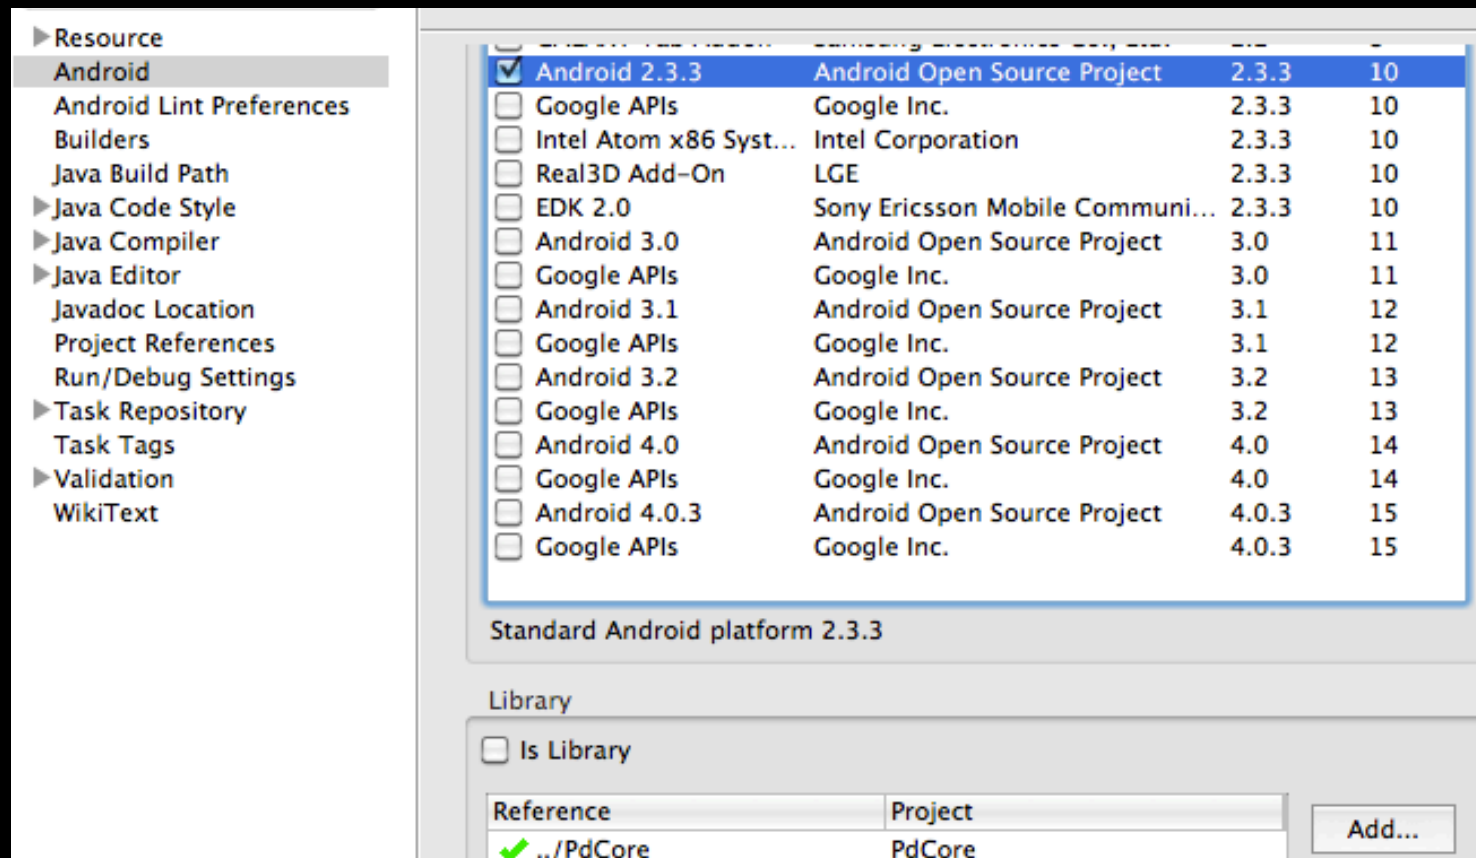 Resource
Android
Android Lint Preferences
Builders
Java Build Path
Java Code Style
Java Compiler
Java Editor
Javadoc Location
Project References
Run/Debug Settings
Task Repository
Task Tags
Validation
WikiText
Android 2.3.3 Android Open Source Project 2.3.3 10
Google APIs Google Inc. 2.3.3 10
Intel Atom x86 Syst... Intel Corporation 2.3.3 10
Real3D Add-On LGE 2.3.3 10
EDK 2.0 Sony Ericsson Mobile Communi... 2.3.3 10
Android 3.0 Android Open Source Project 3.0 11
Google APIs Google Inc. 3.0 11
Android 3.1 Android Open Source Project 3.1 12
Google APIs Google Inc. 3.1 12
Android 3.2 Android Open Source Project 3.2 13
Google APIs Google Inc. 3.2 13
Android 4.0 Android Open Source Project 4.0 14
Google APIs Google Inc. 4.0 14
Android 4.0.3 Android Open Source Project 4.0.3 15
Google APIs Google Inc. 4.0.3 15
Standard Android platform 2.3.3
Library
Is Library
Reference Project
Add...
../PdCore PdCore